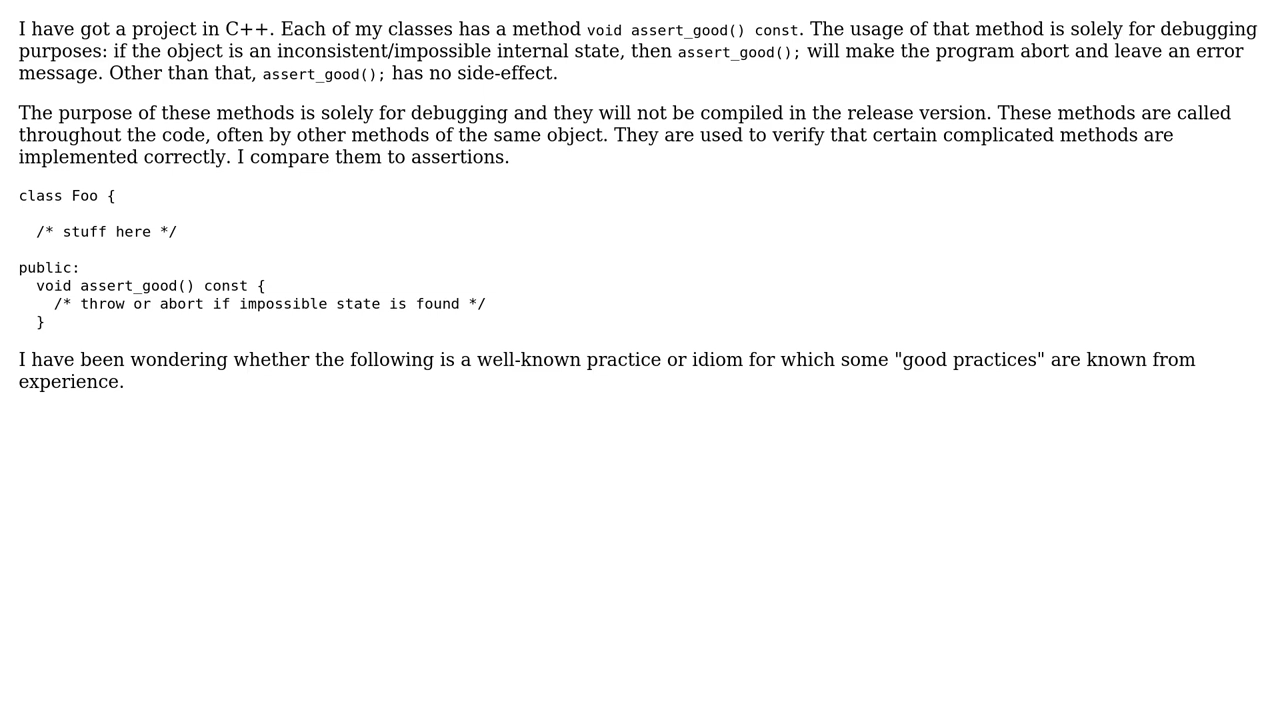 I have got a project in C++. Each of my classes has a method void assert_good() const. The usage of that method is solely for debugging
purposes: if the object is an inconsistent/impossible internal state, then assert_good(); will make the program abort and leave an error
message. Other than that, assert_good(); has no side-effect.
The purpose of these methods is solely for debugging and they will not be compiled in the release version. These methods are called
throughout the code, often by other methods of the same object. They are used to verify that certain complicated methods are
implemented correctly. I compare them to assertions.
class Foo {
  /* stuff here */
public:
  void assert_good() const {
    /* throw or abort if impossible state is found */
  }
I have been wondering whether the following is a well-known practice or idiom for which some "good practices" are known from
experience.